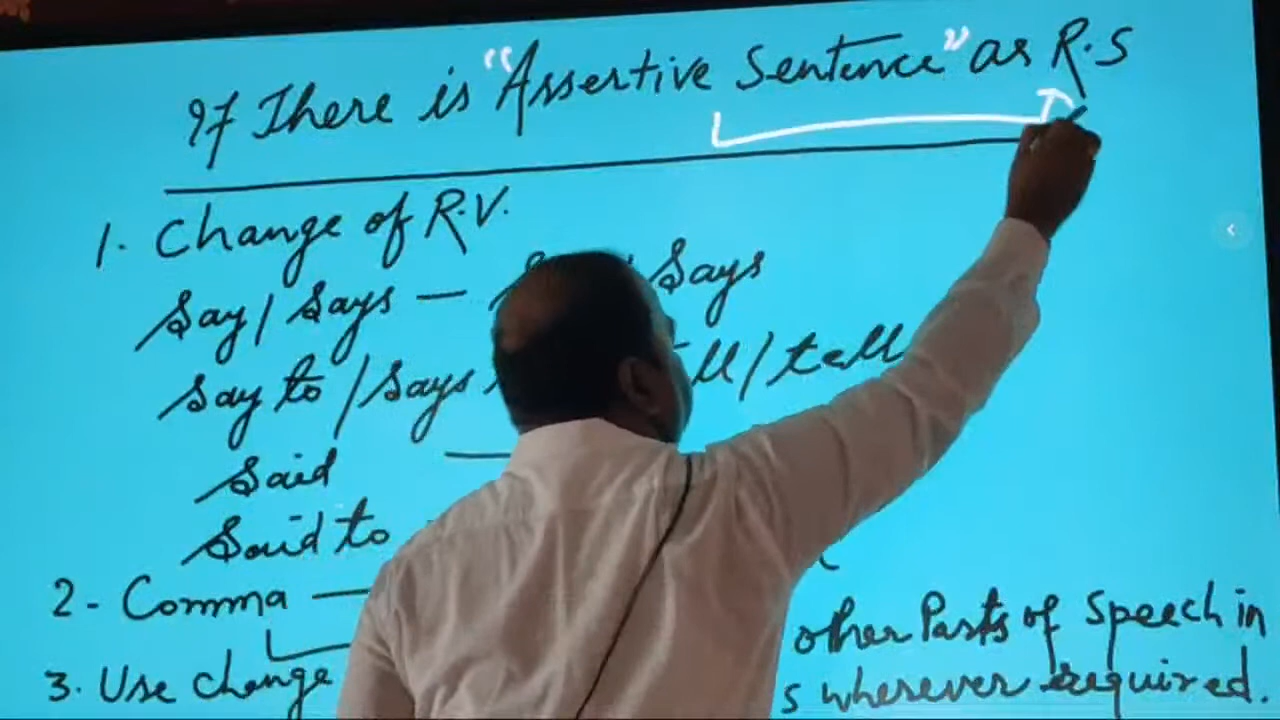 If There is "Assertive Sentence" as R.S
1. Change of R.V.
Say / Says — Says
Say to / Says / tell
Said
Said to
2- Comma —
3. Use change other Parts of Speech in
wherever required.